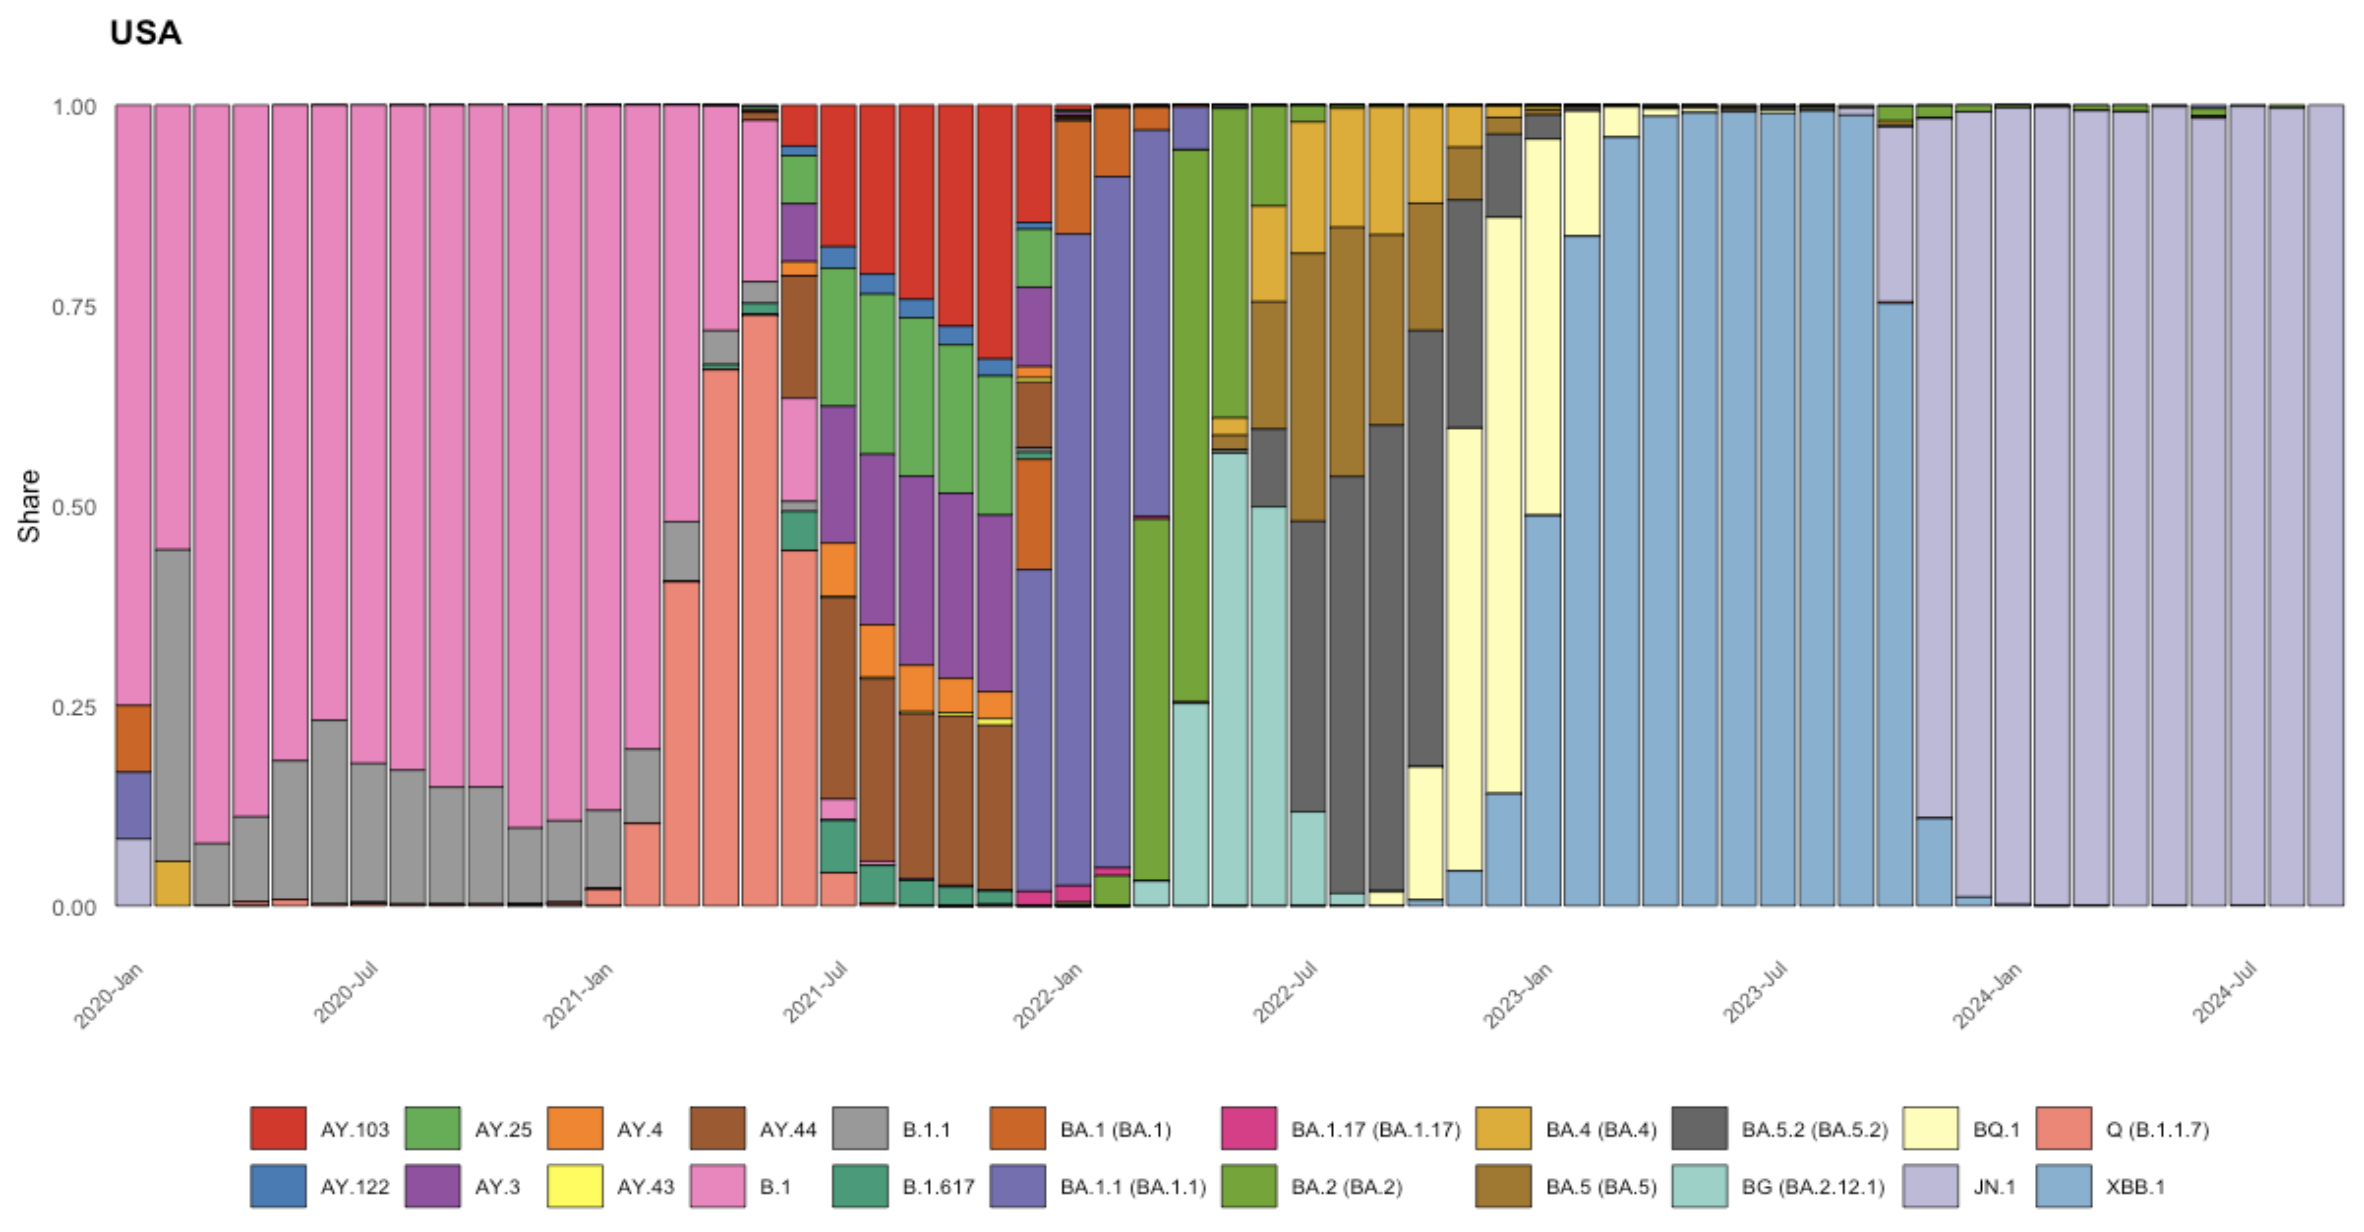 USA
Share
1.00
0.75
0.50
0.25
0.00
2020-Jan 2020-Jul 2021-Jan 2021-Jul 2022-Jan 2022-Jul 2023-Jan 2023-Jul 2024-Jan 2024-Jul
AY.103 AY.25 AY.4 AY.44 B.1.1 BA.1 (BA.1) BA.1.17 (BA.1.17) BA.4 (BA.4) BA.5.2 (BA.5.2) BQ.1 Q (B.1.1.7)
AY.122 AY.3 AY.43 B.1 B.1.617 BA.1.1 (BA.1.1) BA.2 (BA.2) BA.5 (BA.5) BG (BA.2.12.1) JN.1 XBB.1